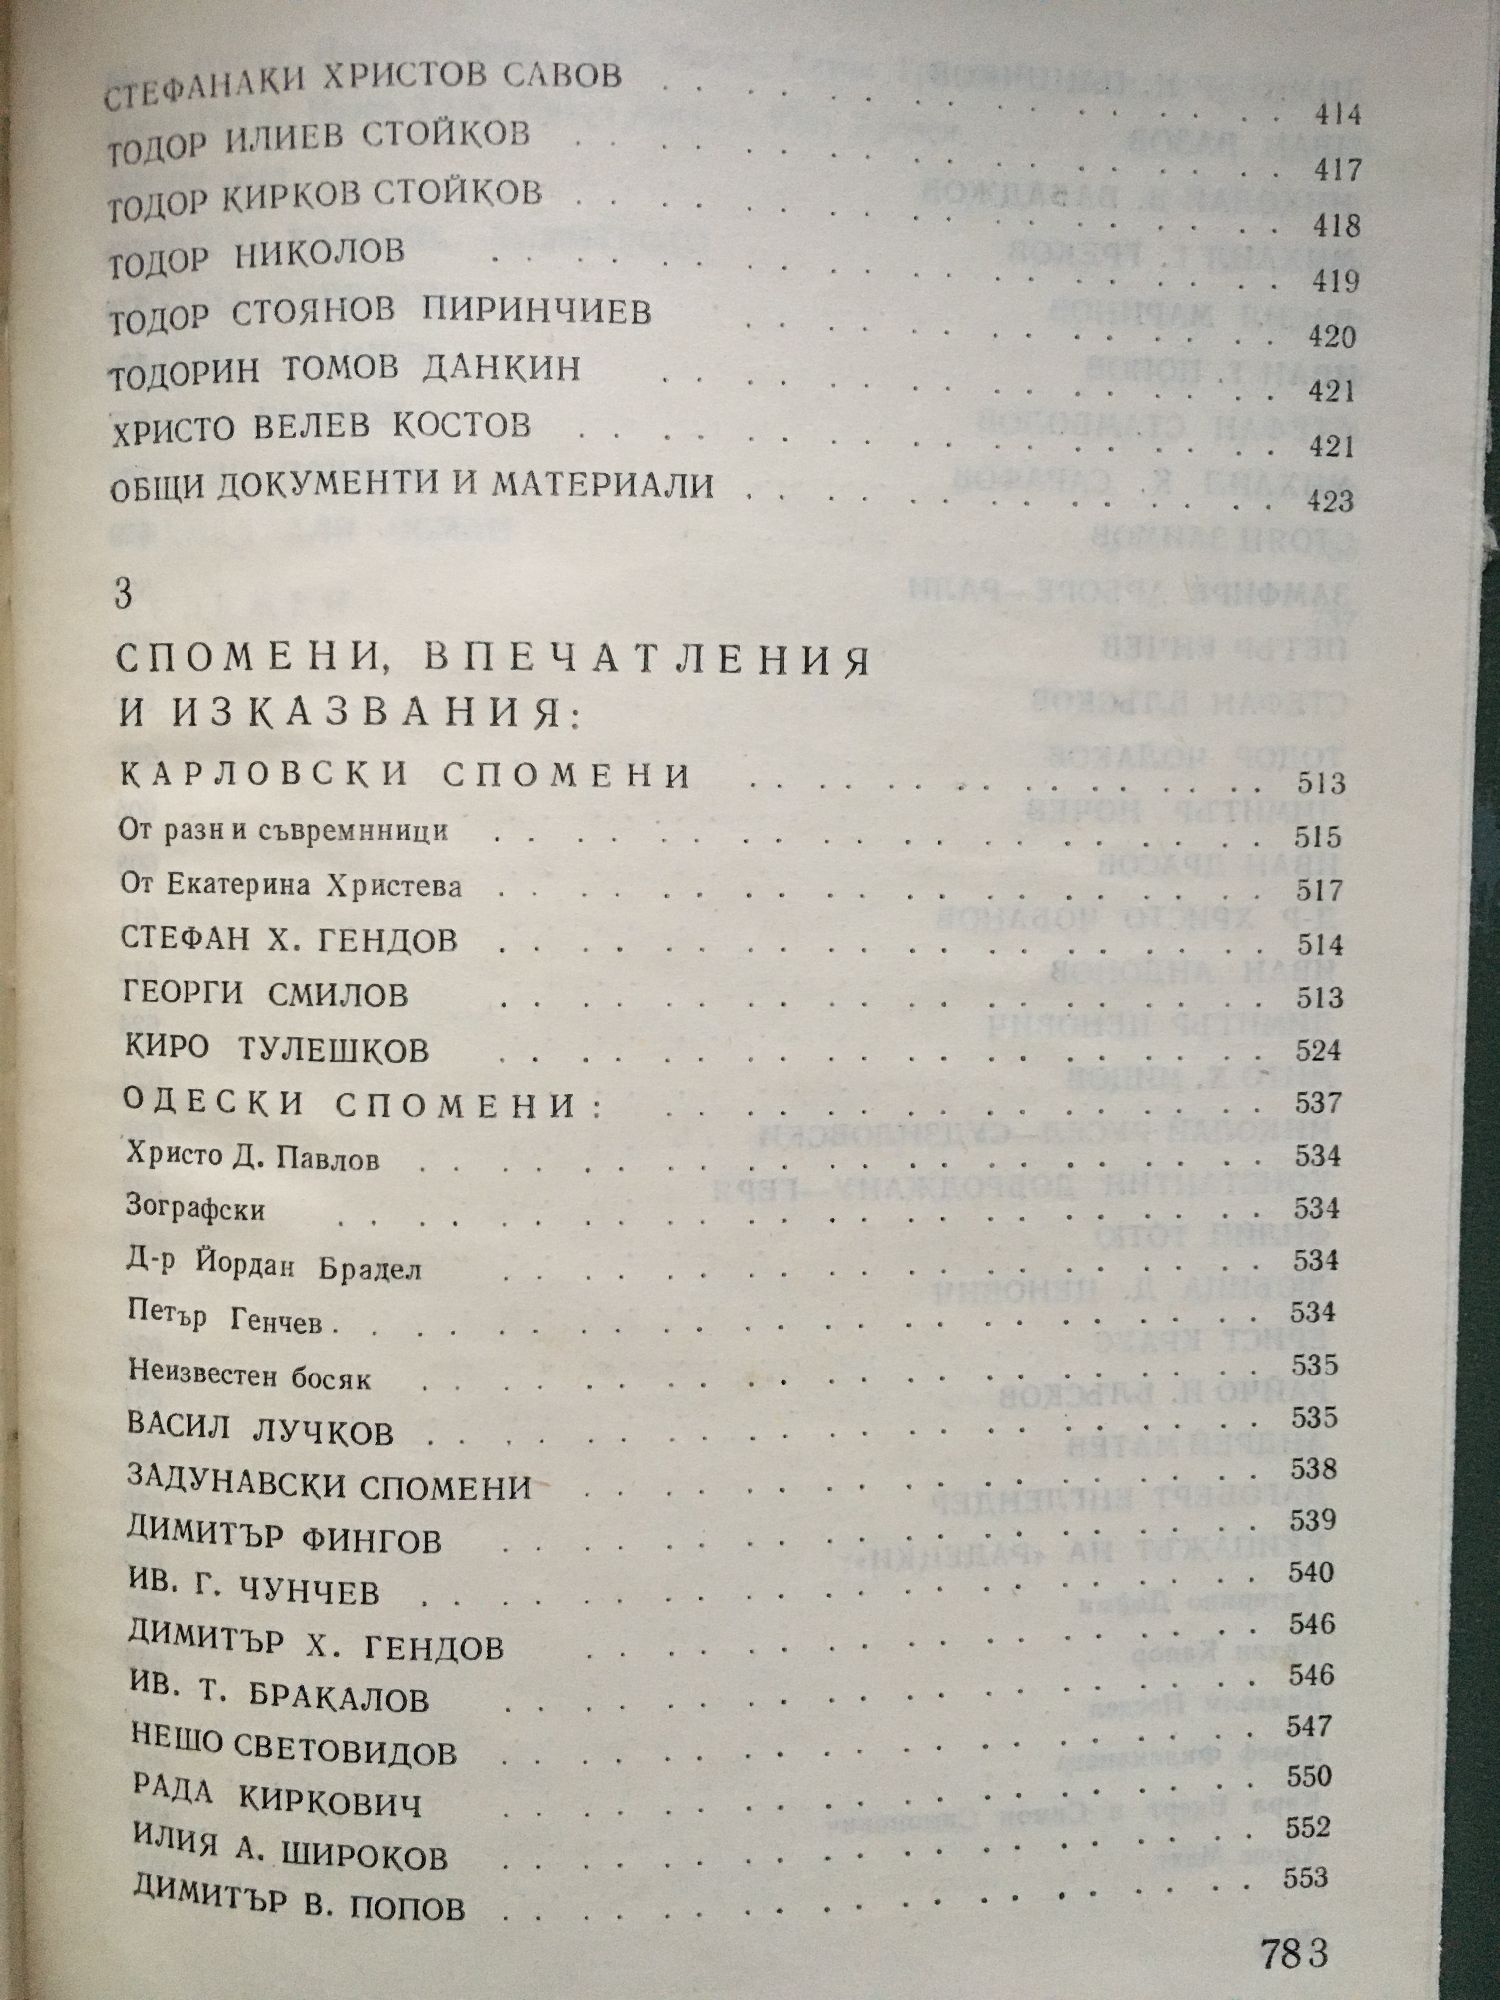 СТЕФАНАКИ ХРИСТОВ САВОВ . . . . . . . . . . . . 414
ТОДОР ИЛИЕВ СТОЙКОВ . . . . . . . . . . . . . 417
ТОДОР КИРКОВ СТОЙКОВ . . . . . . . . . . . . . 418
ТОДОР НИКОЛОВ . . . . . . . . . . . . . . . 419
ТОДОР СТОЯНОВ ПИРИНЧИЕВ . . . . . . . . . . 420
ТОДОРИН ТОМОВ ДАНКИН . . . . . . . . . . . . 421
ХРИСТО ВЕЛЕВ КОСТОВ . . . . . . . . . . . . . 421
ОБЩИ ДОКУМЕНТИ И МАТЕРИАЛИ . . . . . . . . . . 423
3
СПОМЕНИ, ВПЕЧАТЛЕНИЯ
И ИЗКАЗВАНИЯ:
КАРЛОВСКИ СПОМЕНИ . . . . . . . . . . . . . 513
От разни съвремнници . . . . . . . . . . . . . . . 515
От Екатерина Христева . . . . . . . . . . . . . . . 517
СТЕФАН Х. ГЕНДОВ . . . . . . . . . . . . . . . 514
ГЕОРГИ СМИЛОВ . . . . . . . . . . . . . . . 513
КИРО ТУЛЕШКОВ . . . . . . . . . . . . . . . 524
ОДЕСКИ СПОМЕНИ: . . . . . . . . . . . . 537
Христо Д. Павлов . . . . . . . . . . . . . . . . . 534
Зографски . . . . . . . . . . . . . . . . . . 534
Д-р Йордан Брадел . . . . . . . . . . . . . . . 534
Петър Генчев . . . . . . . . . . . . . . . . . . 534
Неизвестен босяк . . . . . . . . . . . . . . . . . 535
ВАСИЛ ЛУЧКОВ . . . . . . . . . . . . . . . . . 535
ЗАДУНАВСКИ СПОМЕНИ . . . . . . . . . . . . . 538
ДИМИТЪР ФИНГОВ . . . . . . . . . . . . . . . 539
ИВ. Г. ЧУНЧЕВ . . . . . . . . . . . . . . . . . 540
ДИМИТЪР Х. ГЕНДОВ . . . . . . . . . . . . 546
ИВ. Т. БРАКАЛОВ . . . . . . . . . . . . . . . 546
НЕШО СВЕТОВИДОВ . . . . . . . . . . . . . . . 547
РАДА КИРКОВИЧ . . . . . . . . . . . . . . . 550
ИЛИЯ А. ШИРОКОВ . . . . . . . . . . . . . . . 552
ДИМИТЪР В. ПОПОВ . . . . . . . . . . . . . . . 553
783